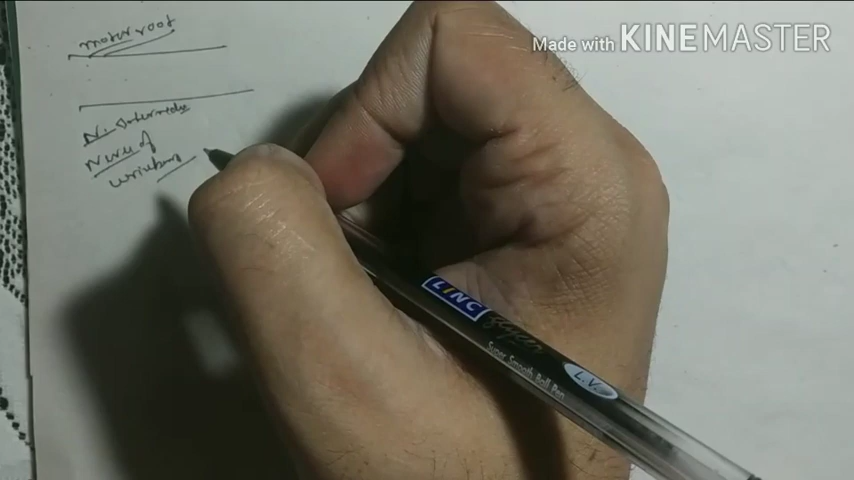 Made with KINEMASTER
motor root
N. Intermedius
Nerve of
wrisberg
LINC
Super Smooth Ball Pen
L.V.